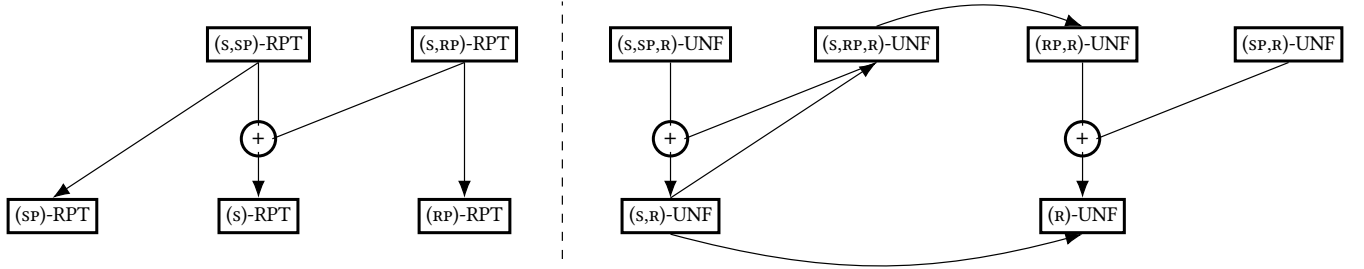 (S,SP)-RPT (S,RP)-RPT (S,SP,R)-UNF (S,RP,R)-UNF (RP,R)-UNF (SP,R)-UNF
+ + +
(SP)-RPT (S)-RPT (RP)-RPT (S,R)-UNF (R)-UNF